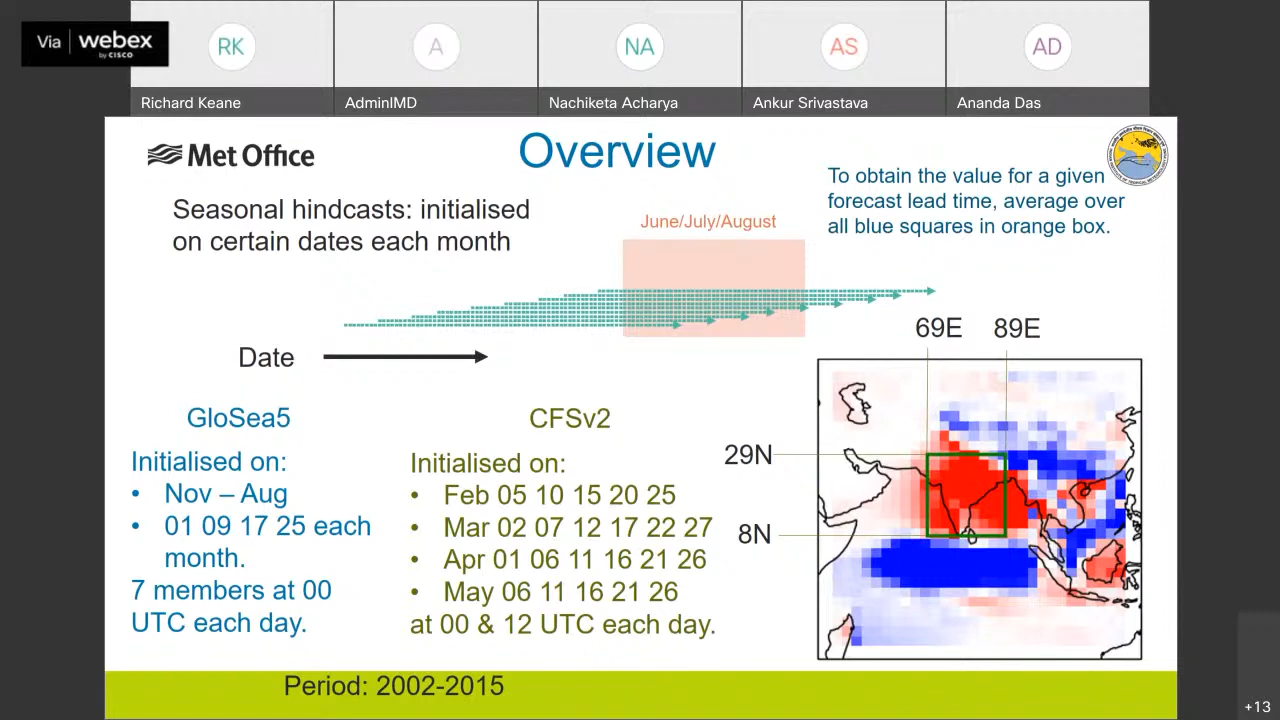 Via webex
by CISCO
RK
A
NA
AS
AD
Richard Keane
AdminIMD
Nachiketa Acharya
Ankur Srivastava
Ananda Das
Met Office
Overview
To obtain the value for a given
forecast lead time, average over
all blue squares in orange box.
Seasonal hindcasts: initialised
on certain dates each month
June/July/August
Date
69E 89E
29N
8N
GloSea5
Initialised on:
• Nov – Aug
• 01 09 17 25 each
month.
7 members at 00
UTC each day.
CFSv2
Initialised on:
• Feb 05 10 15 20 25
• Mar 02 07 12 17 22 27
• Apr 01 06 11 16 21 26
• May 06 11 16 21 26
at 00 & 12 UTC each day.
Period: 2002-2015
+13